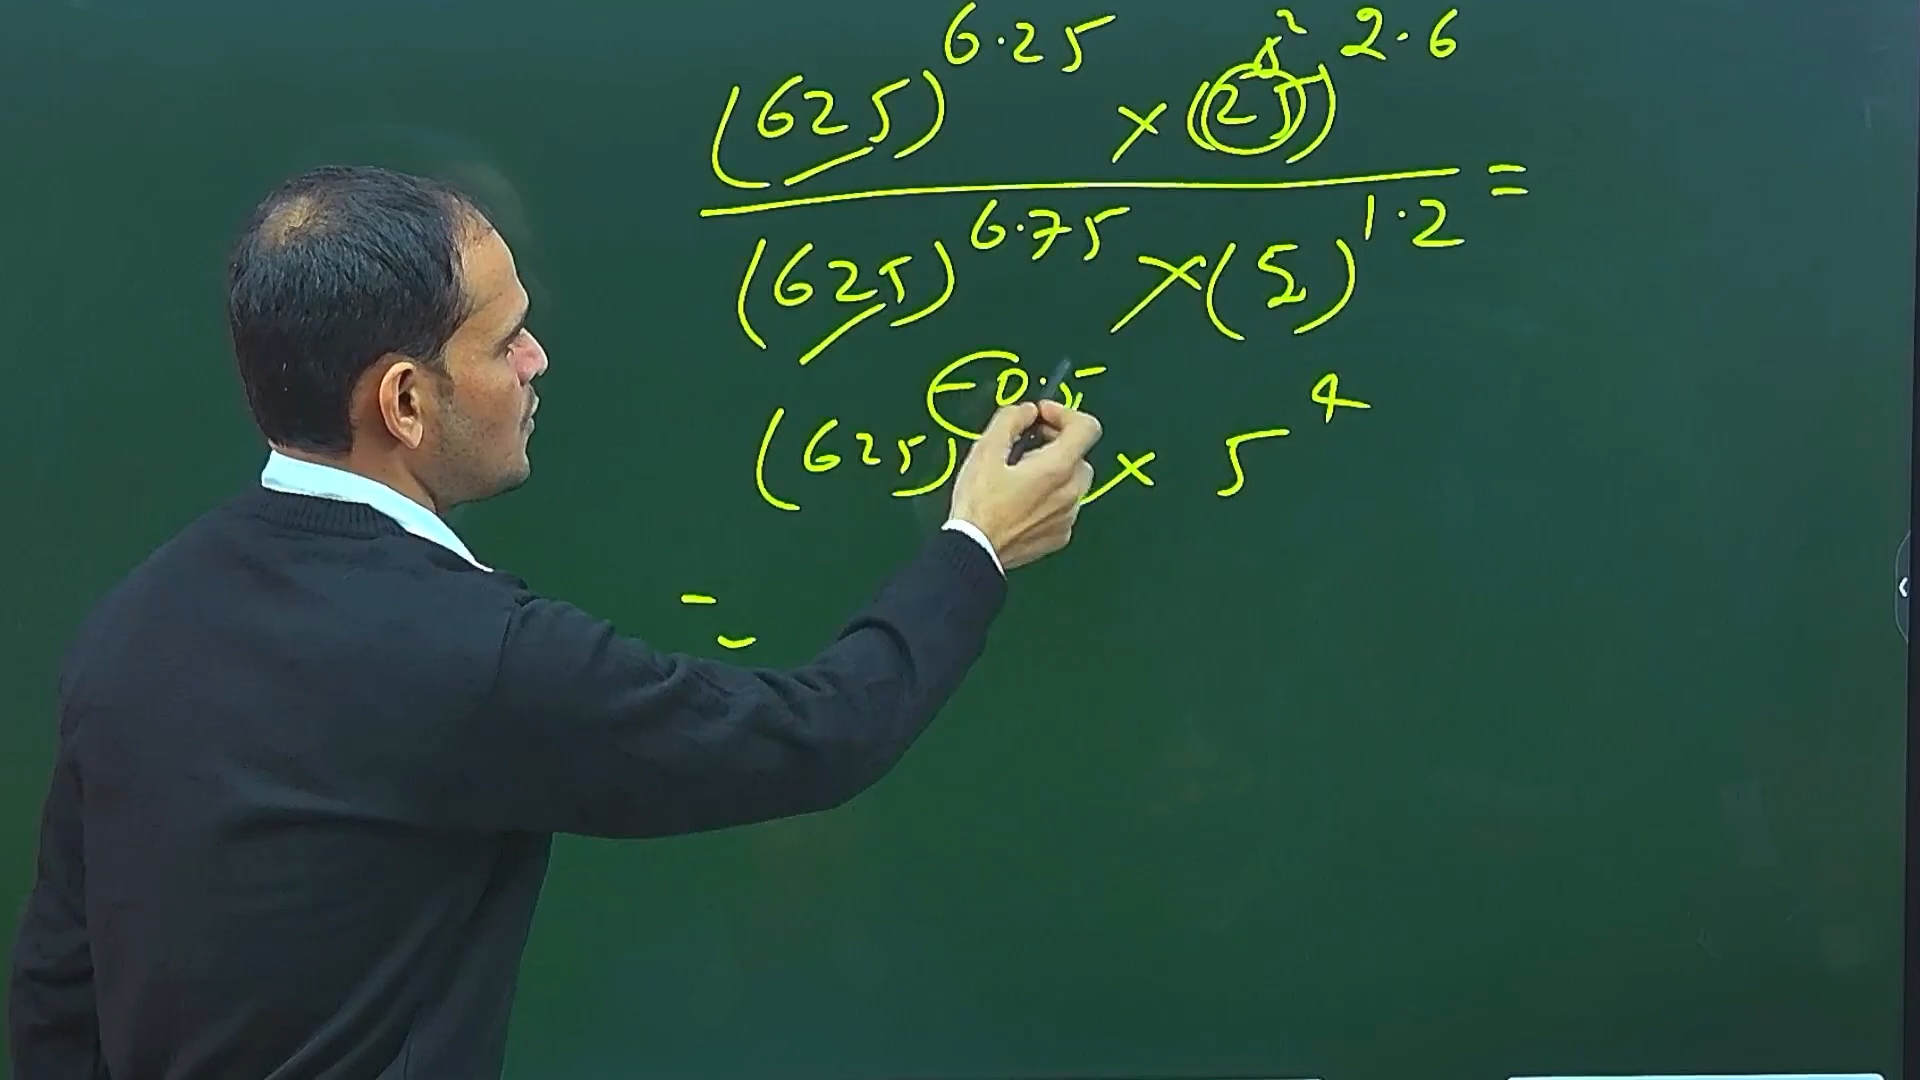 (625)^6.25 × (25)^2.6
=
(625)^6.75 × (5)^1.2
(625)^-0.5 × 5^4
=